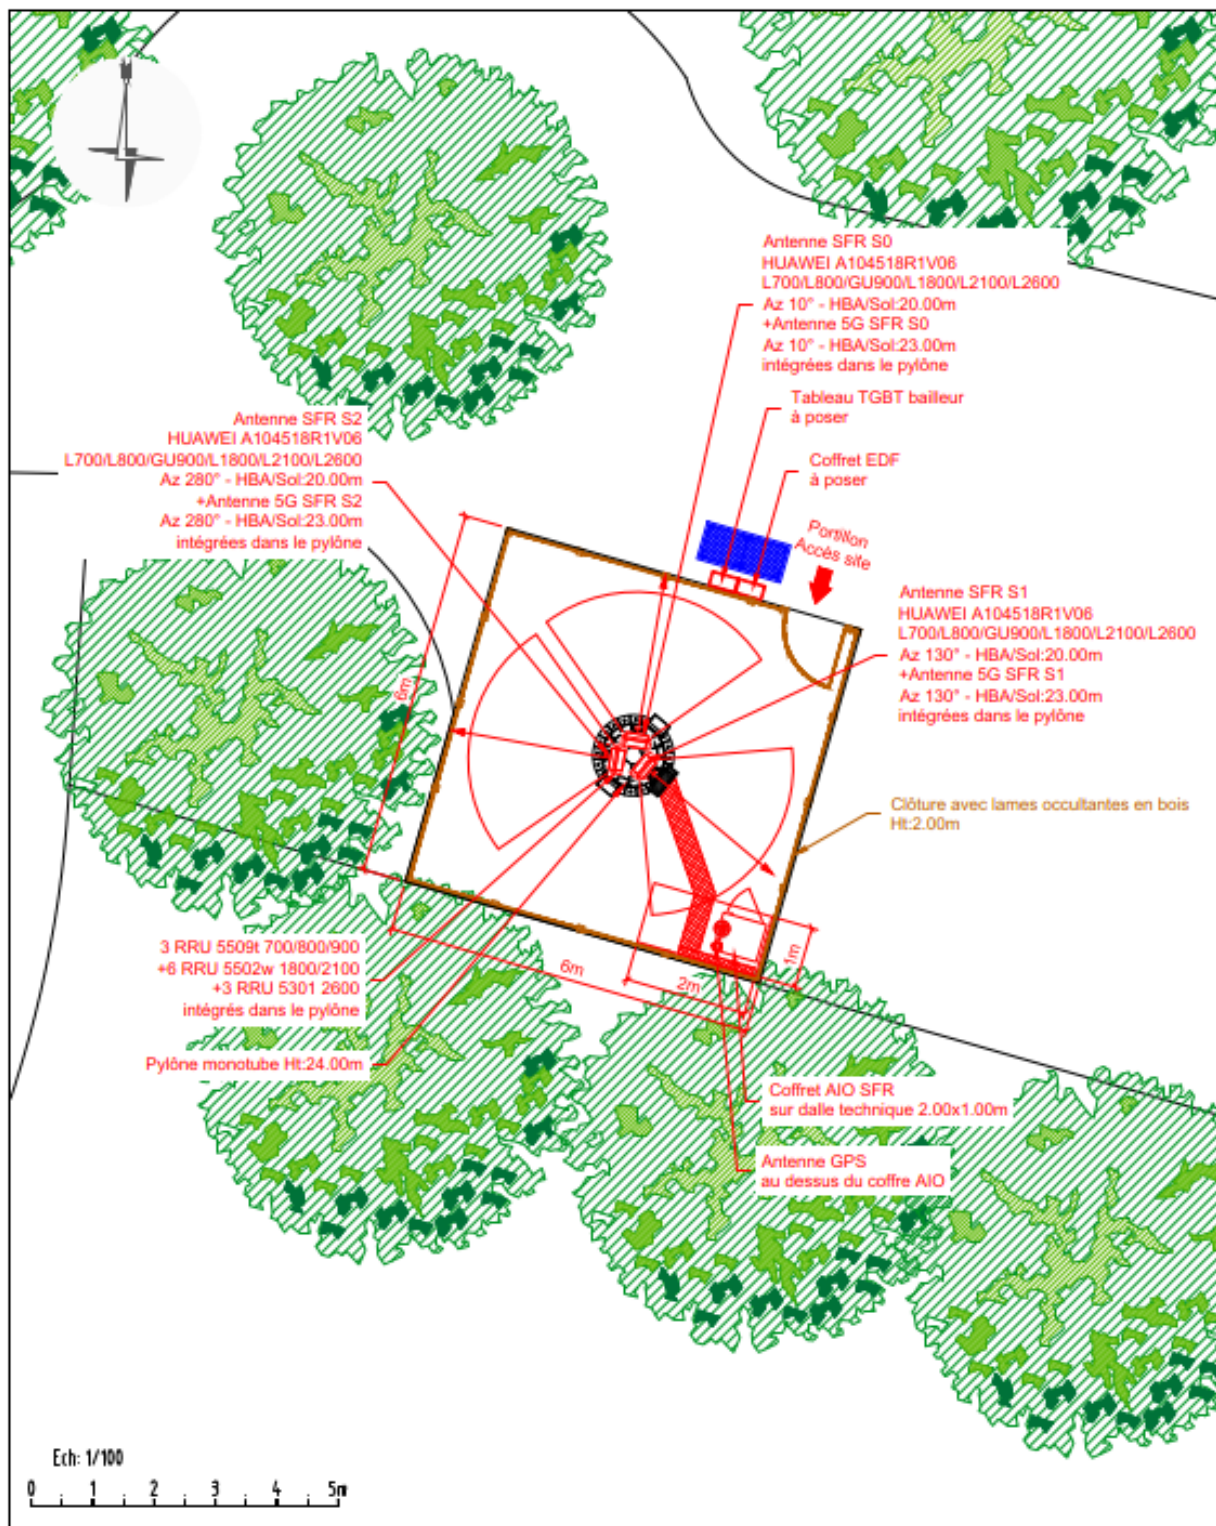 Antenne SFR S0
HUAWEI A104518R1V06
L700/L800/GU900/L1800/L2100/L2600
Az 10° - HBA/Sol:20.00m
+Antenne 5G SFR S0
Az 10° - HBA/Sol:23.00m
intégrées dans le pylône
Tableau TGBT bailleur
à poser
Antenne SFR S2
HUAWEI A104518R1V06
L700/L800/GU900/L1800/L2100/L2600
Az 280° - HBA/Sol:20.00m
+Antenne 5G SFR S2
Az 280° - HBA/Sol:23.00m
intégrées dans le pylône
Coffret EDF
à poser
Portillon
Accès site
Antenne SFR S1
HUAWEI A104518R1V06
L700/L800/GU900/L1800/L2100/L2600
Az 130° - HBA/Sol:20.00m
+Antenne 5G SFR S1
Az 130° - HBA/Sol:23.00m
intégrées dans le pylône
6m
Clôture avec lames occultantes en bois
Ht:2.00m
3 RRU 5509t 700/800/900
+6 RRU 5502w 1800/2100
+3 RRU 5301 2600
intégrés dans le pylône
6m
2m
1m
Pylône monotube Ht:24.00m
Coffret AIO SFR
sur dalle technique 2.00x1.00m
Antenne GPS
au dessus du coffre AIO
Ech: 1/100
0 1 2 3 4 5m